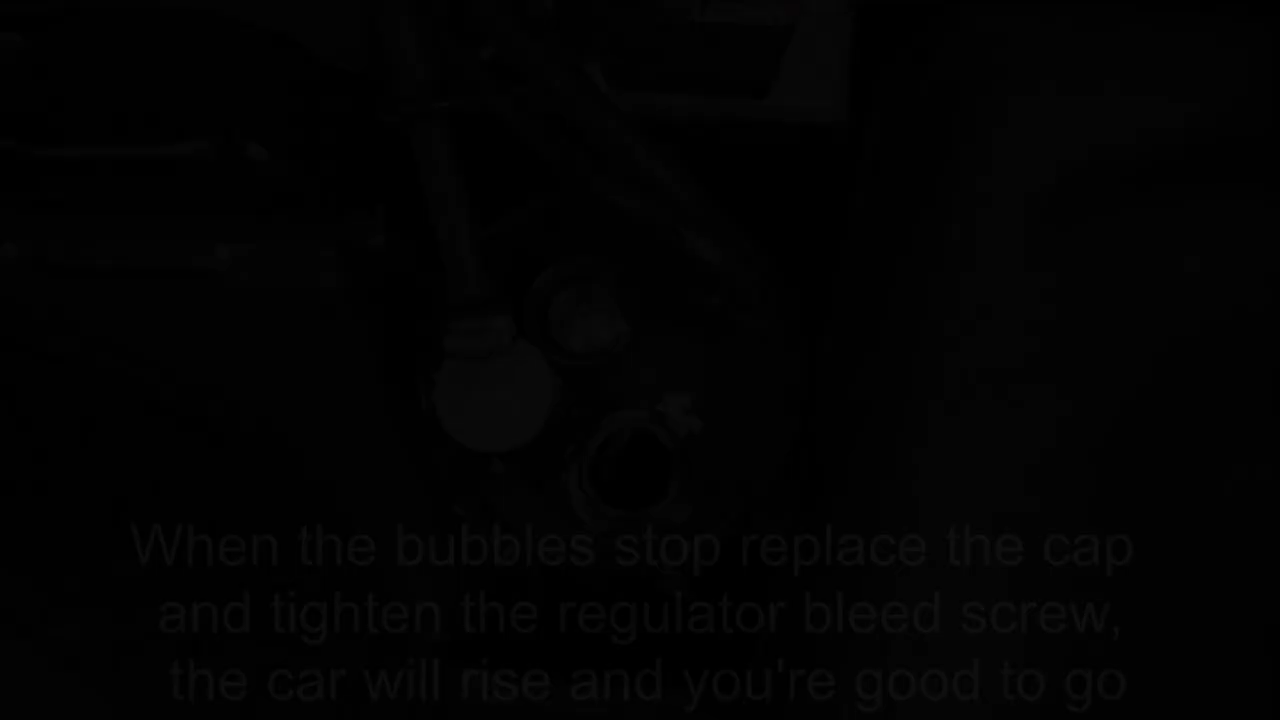 When the bubbles stop replace the cap
and tighten the regulator bleed screw,
the car will rise and you're good to go